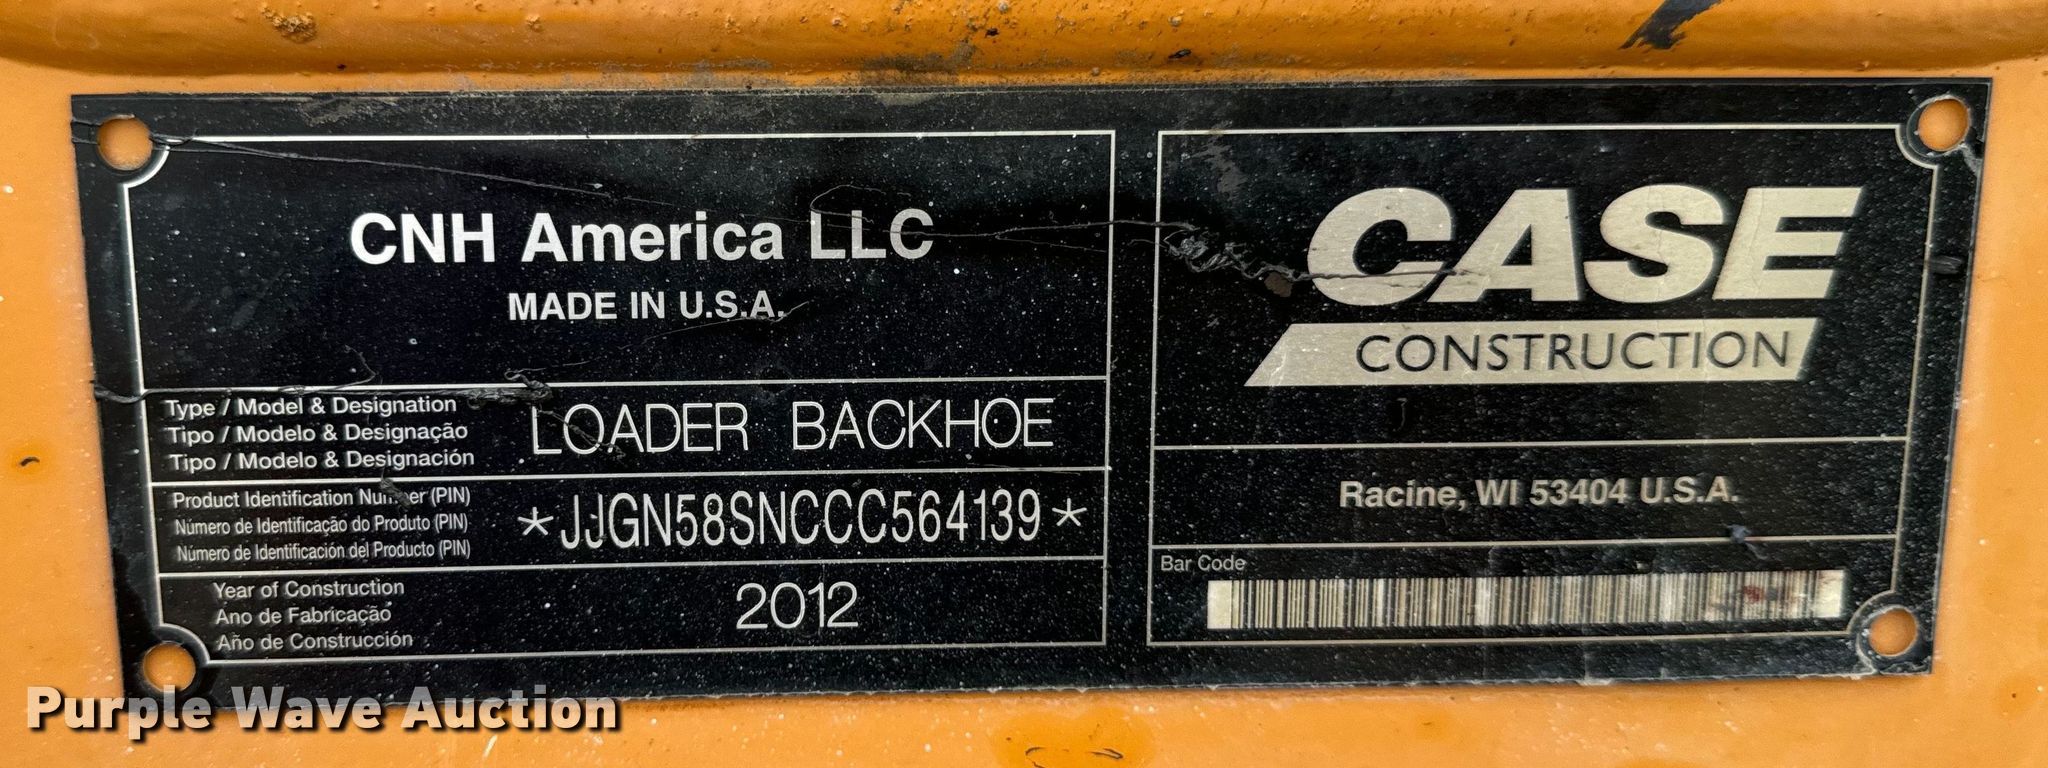 CNH America LLC
MADE IN U.S.A.
Type / Model & Designation
Tipo / Modelo & Designação
Tipo / Modelo & Designación
LOADER BACKHOE
Product Identification Number (PIN)
Número de Identificação do Produto (PIN)
Número de Identificación del Producto (PIN)
*JJGN58SNCCC564139*
Year of Construction
Ano de Fabricação
Año de Construcción
2012
CASE
CONSTRUCTION
Racine, WI 53404 U.S.A.
Bar Code
Purple Wave Auction